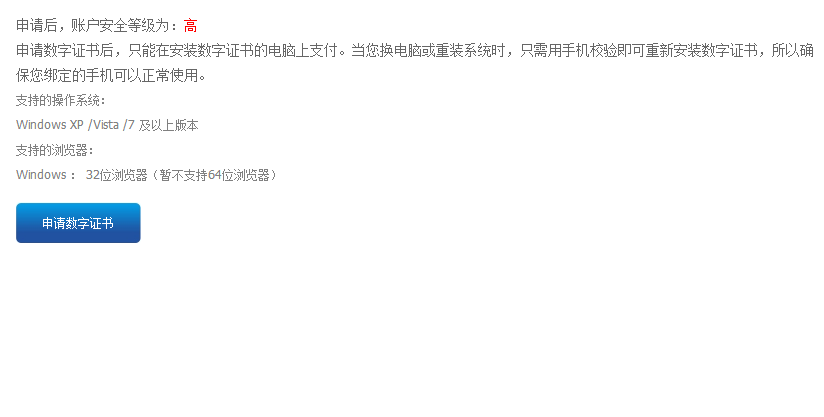 申请后，账户安全等级为：高
申请数字证书后，只能在安装数字证书的电脑上支付。当您换电脑或重装系统时，只需用手机校验即可重新安装数字证书，所以确
保您绑定的手机可以正常使用。
支持的操作系统：
Windows XP /Vista /7 及以上版本
支持的浏览器：
Windows ： 32位浏览器（暂不支持64位浏览器）
申请数字证书